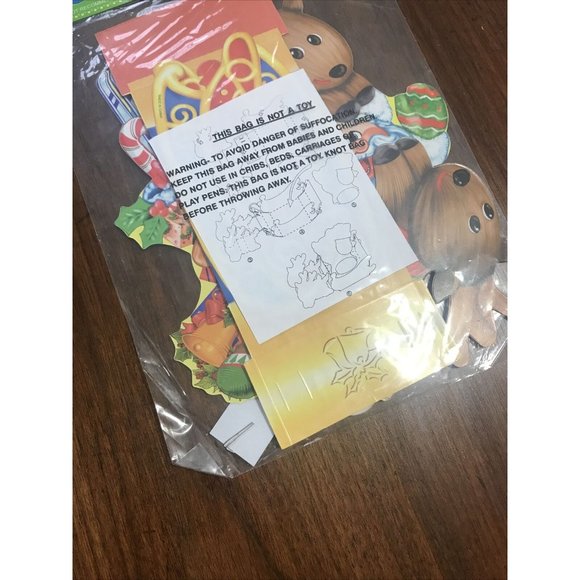 THIS BAG IS NOT A TOY
WARNING- TO AVOID DANGER OF SUFFOCATION
KEEP THIS BAG AWAY FROM BABIES AND CHILDREN.
DO NOT USE IN CRIBS, BEDS, CARRIAGES OR
PLAY PENS. THIS BAG IS NOT A TOY. KNOT BAG
BEFORE THROWING AWAY.